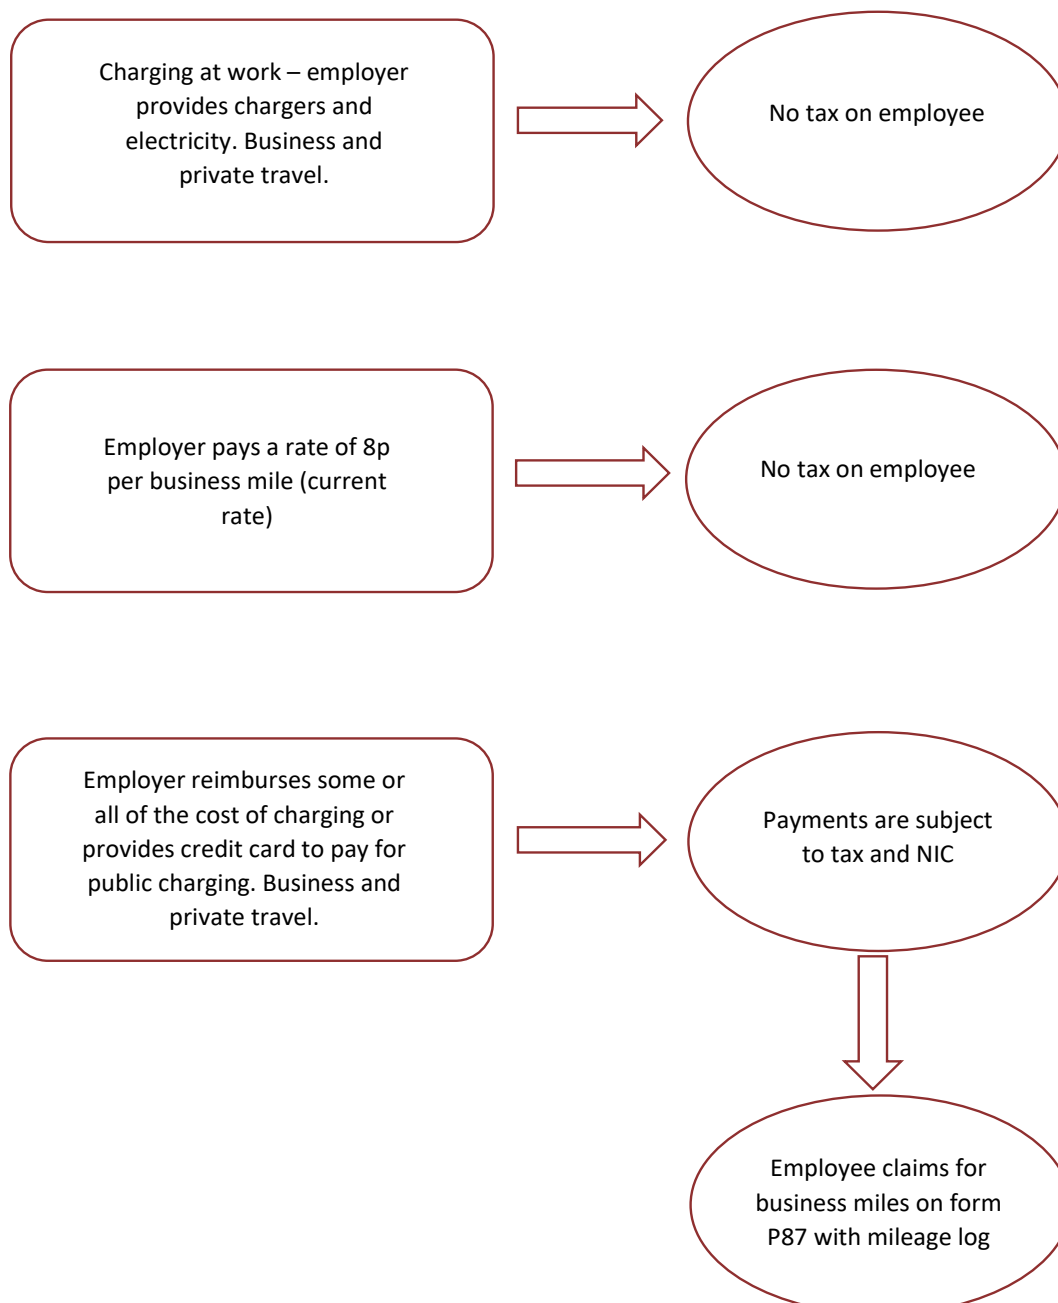 Charging at work – employer
provides chargers and
electricity. Business and
private travel.
No tax on employee
Employer pays a rate of 8p
per business mile (current
rate)
No tax on employee
Employer reimburses some or
all of the cost of charging or
provides credit card to pay for
public charging. Business and
private travel.
Payments are subject
to tax and NIC
Employee claims for
business miles on form
P87 with mileage log